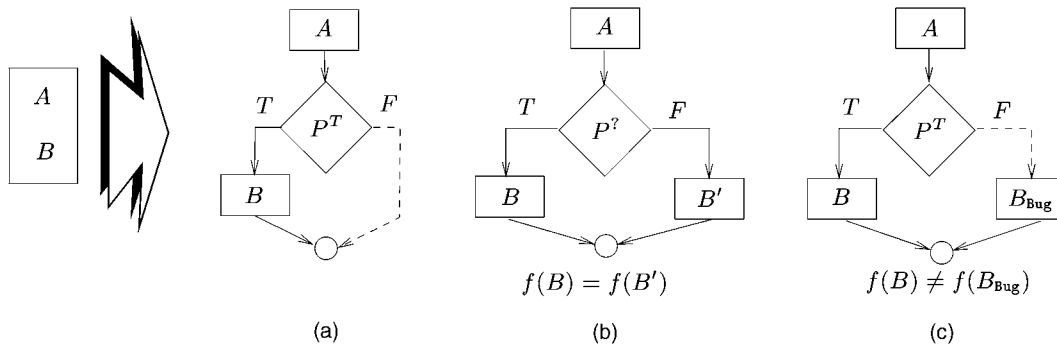 A
B
A
T F
P^T
B
(a)
A
T F
P^?
B B′
f(B) = f(B′)
(b)
A
T F
P^T
B B_Bug
f(B) ≠ f(B_Bug)
(c)